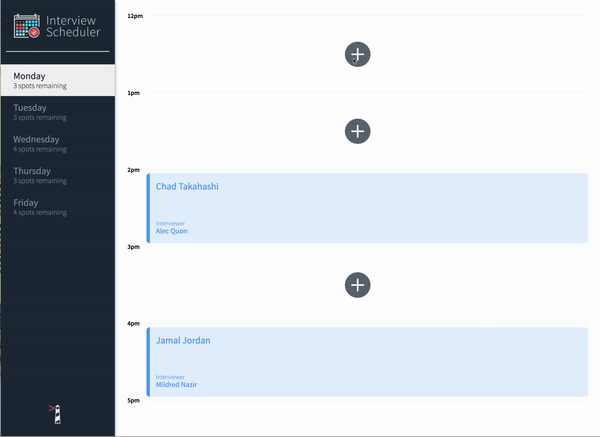 Interview
Scheduler
Monday
3 spots remaining
Tuesday
3 spots remaining
Wednesday
4 spots remaining
Thursday
3 spots remaining
Friday
4 spots remaining
12pm
1pm
2pm
Chad Takahashi
Interviewer
Alec Quon
3pm
4pm
Jamal Jordan
Interviewer
Mildred Nazir
5pm